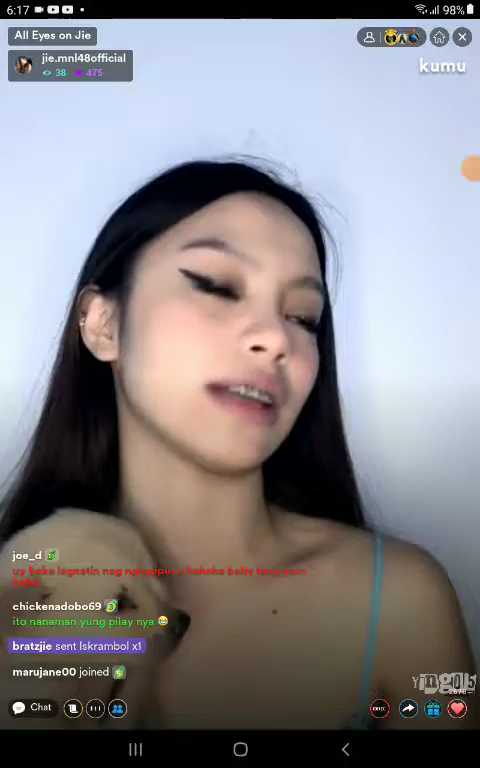 6:17
98%
All Eyes on Jie
jie.mnl48official
38 475
kumu
joe_d
chickenadobo69
ito nanaman yung pilay nya
bratzjie sent Iskrambol x1
marujane00 joined
Chat